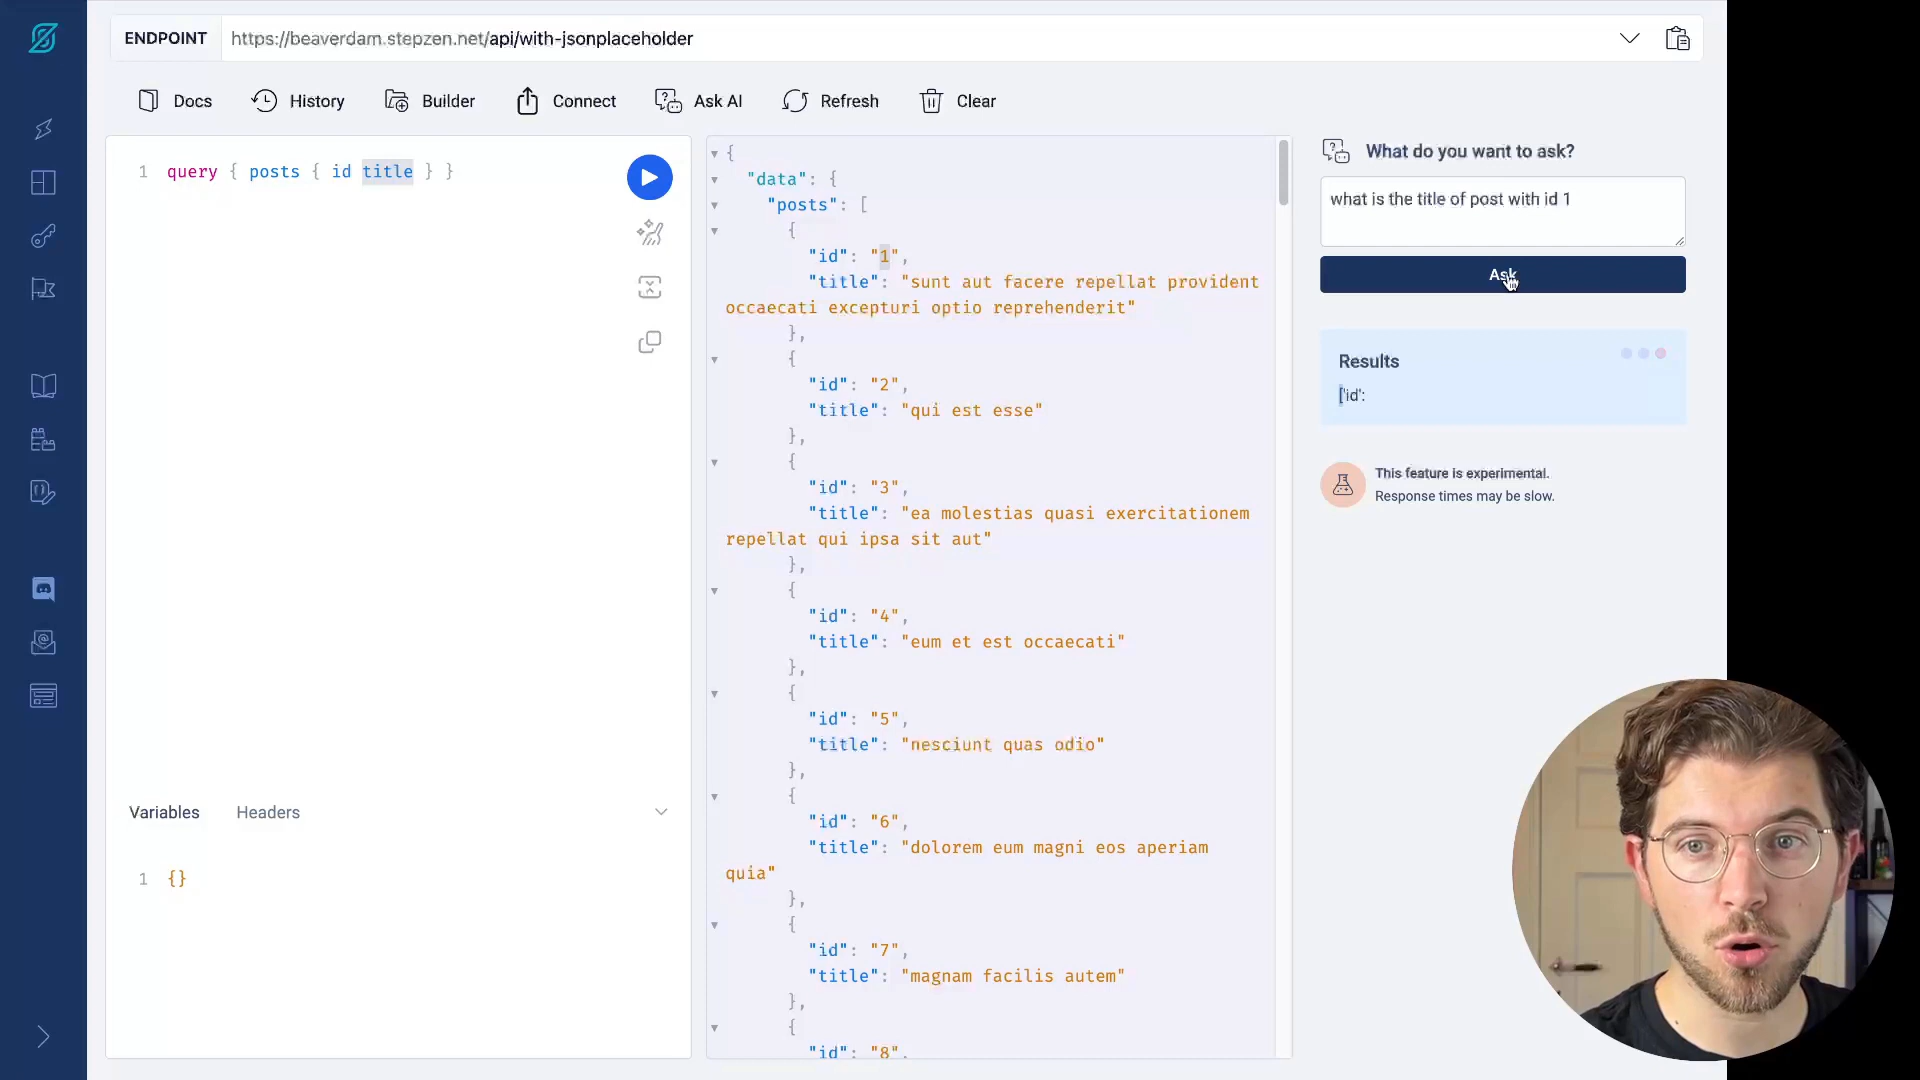 ENDPOINT https://beaverdam.stepzen.net/api/with-jsonplaceholder
Docs History Builder Connect Ask AI Refresh Clear
1 query { posts { id title } }
{
"data": {
"posts": [
{
"id": "1",
"title": "sunt aut facere repellat provident
occaecati excepturi optio reprehenderit"
},
{
"id": "2",
"title": "qui est esse"
},
{
"id": "3",
"title": "ea molestias quasi exercitationem
repellat qui ipsa sit aut"
},
{
"id": "4",
"title": "eum et est occaecati"
},
{
"id": "5",
"title": "nesciunt quas odio"
},
{
"id": "6",
"title": "dolorem eum magni eos aperiam
quia"
},
{
"id": "7",
"title": "magnam facilis autem"
},
{
"id": "8",
What do you want to ask?
what is the title of post with id 1
Ask
Results
['id':
This feature is experimental.
Response times may be slow.
Variables Headers
1 {}